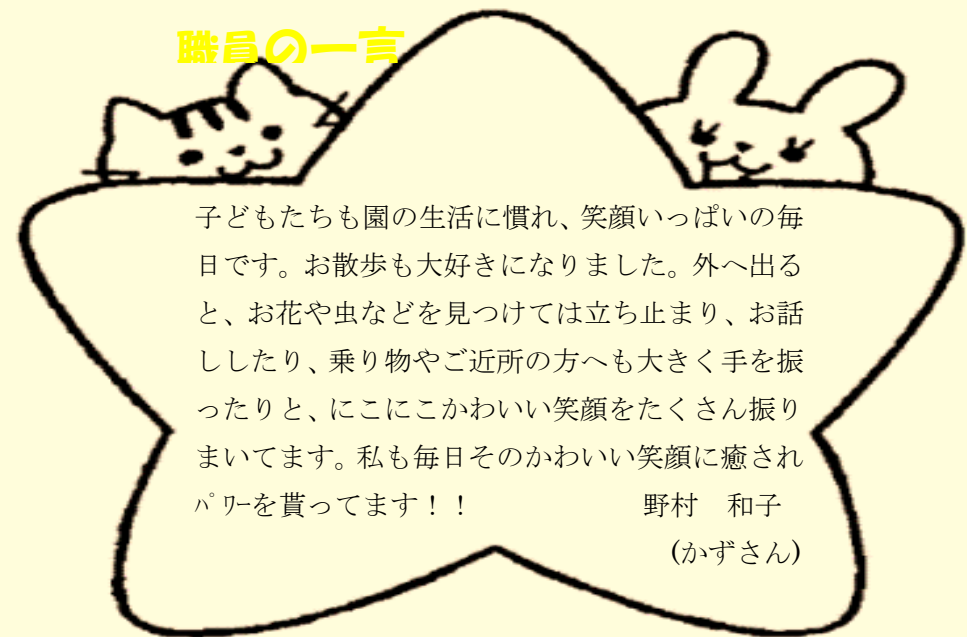 職員の一言
子どもたちも園の生活に慣れ、笑顔いっぱいの毎
日です。お散歩も大好きになりました。外へ出る
と、お花や虫などを見つけては立ち止まり、お話
ししたり、乗り物やご近所の方へも大きく手を振
ったりと、にこにこかわいい笑顔をたくさん振り
まいてます。私も毎日そのかわいい笑顔に癒され
ﾊﾟﾜｰを貰ってます！！　野村　和子
(かずさん)